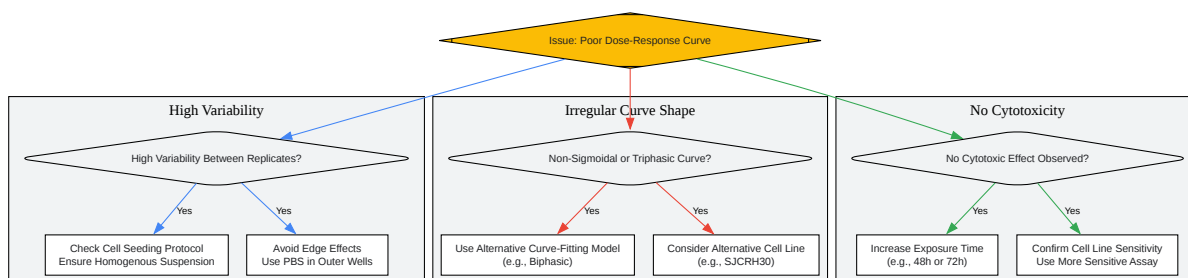 Issue: Poor Dose-Response Curve
High Variability
Irregular Curve Shape
No Cytotoxicity
High Variability Between Replicates?
Non-Sigmoidal or Triphasic Curve?
No Cytotoxic Effect Observed?
Yes
Yes
Yes
Yes
Yes
Yes
Check Cell Seeding Protocol
Ensure Homogenous Suspension
Avoid Edge Effects
Use PBS in Outer Wells
Use Alternative Curve-Fitting Model
(e.g., Biphasic)
Consider Alternative Cell Line
(e.g., SJCRH30)
Increase Exposure Time
(e.g., 48h or 72h)
Confirm Cell Line Sensitivity
Use More Sensitive Assay